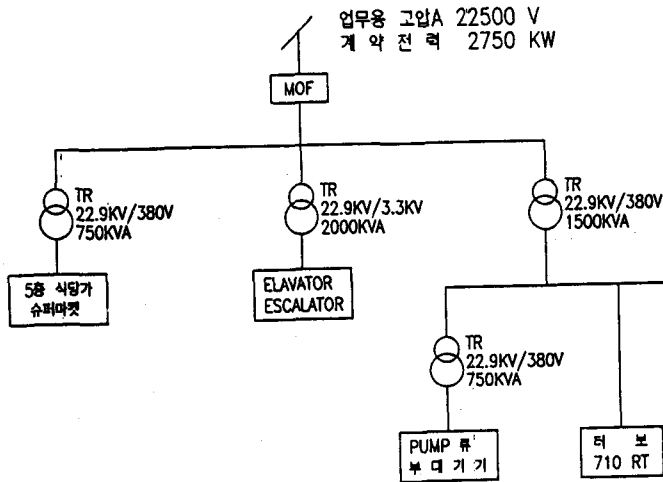 업무용 고압A 22500 V
계 약 전 력 2750 KW
MOF
TR
22.9KV/380V
750KVA
TR
22.9KV/3.3KV
2000KVA
TR
22.9KV/380V
1500KVA
5층 식당가
슈퍼마켓
ELAVATOR
ESCALATOR
TR
22.9KV/380V
750KVA
PUMP 류
부 대 기 기
터 보
710 RT